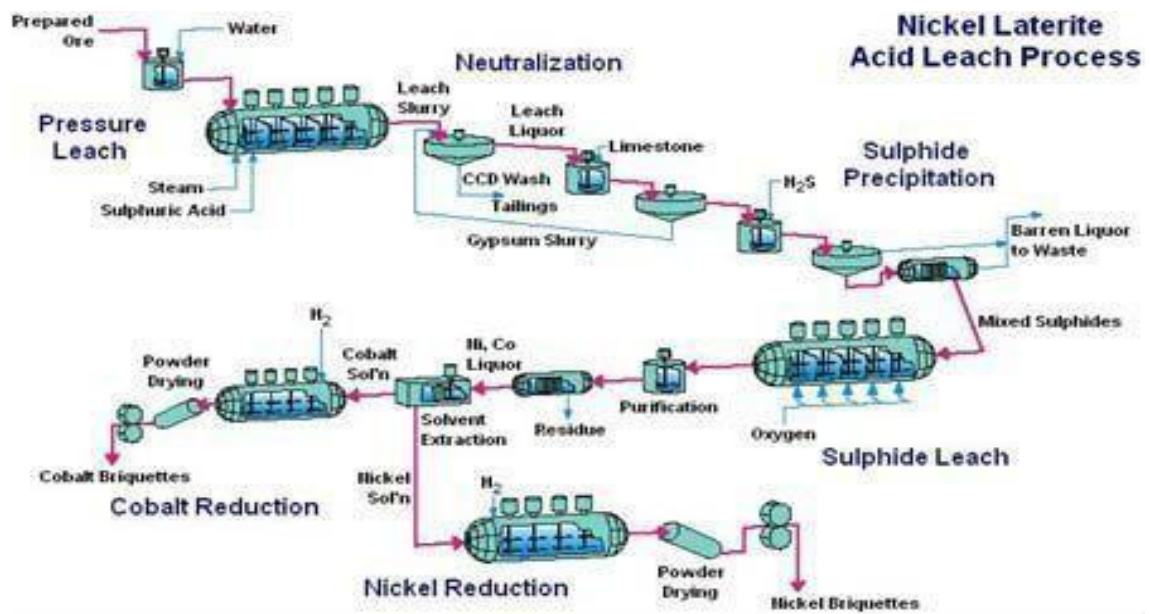 Prepared
Ore
Water
Nickel Laterite
Acid Leach Process
Neutralization
Leach
Slurry
Leach
Liquor
Pressure
Leach
Limestone
Sulphide
Precipitation
Steam
Sulphuric Acid
CCD Wash
Tailings
H₂S
Gypsum Slurry
Barren Liquor
to Waste
Mixed Sulphides
H₂
Powder
Drying
Cobalt
Sol'n
Ni, Co
Liquor
Purification
Solvent
Extraction
Residue
Oxygen
Sulphide Leach
Cobalt Briquettes
Cobalt Reduction
Nickel
Sol'n
H₂
Nickel Reduction
Powder
Drying
Nickel Briquettes